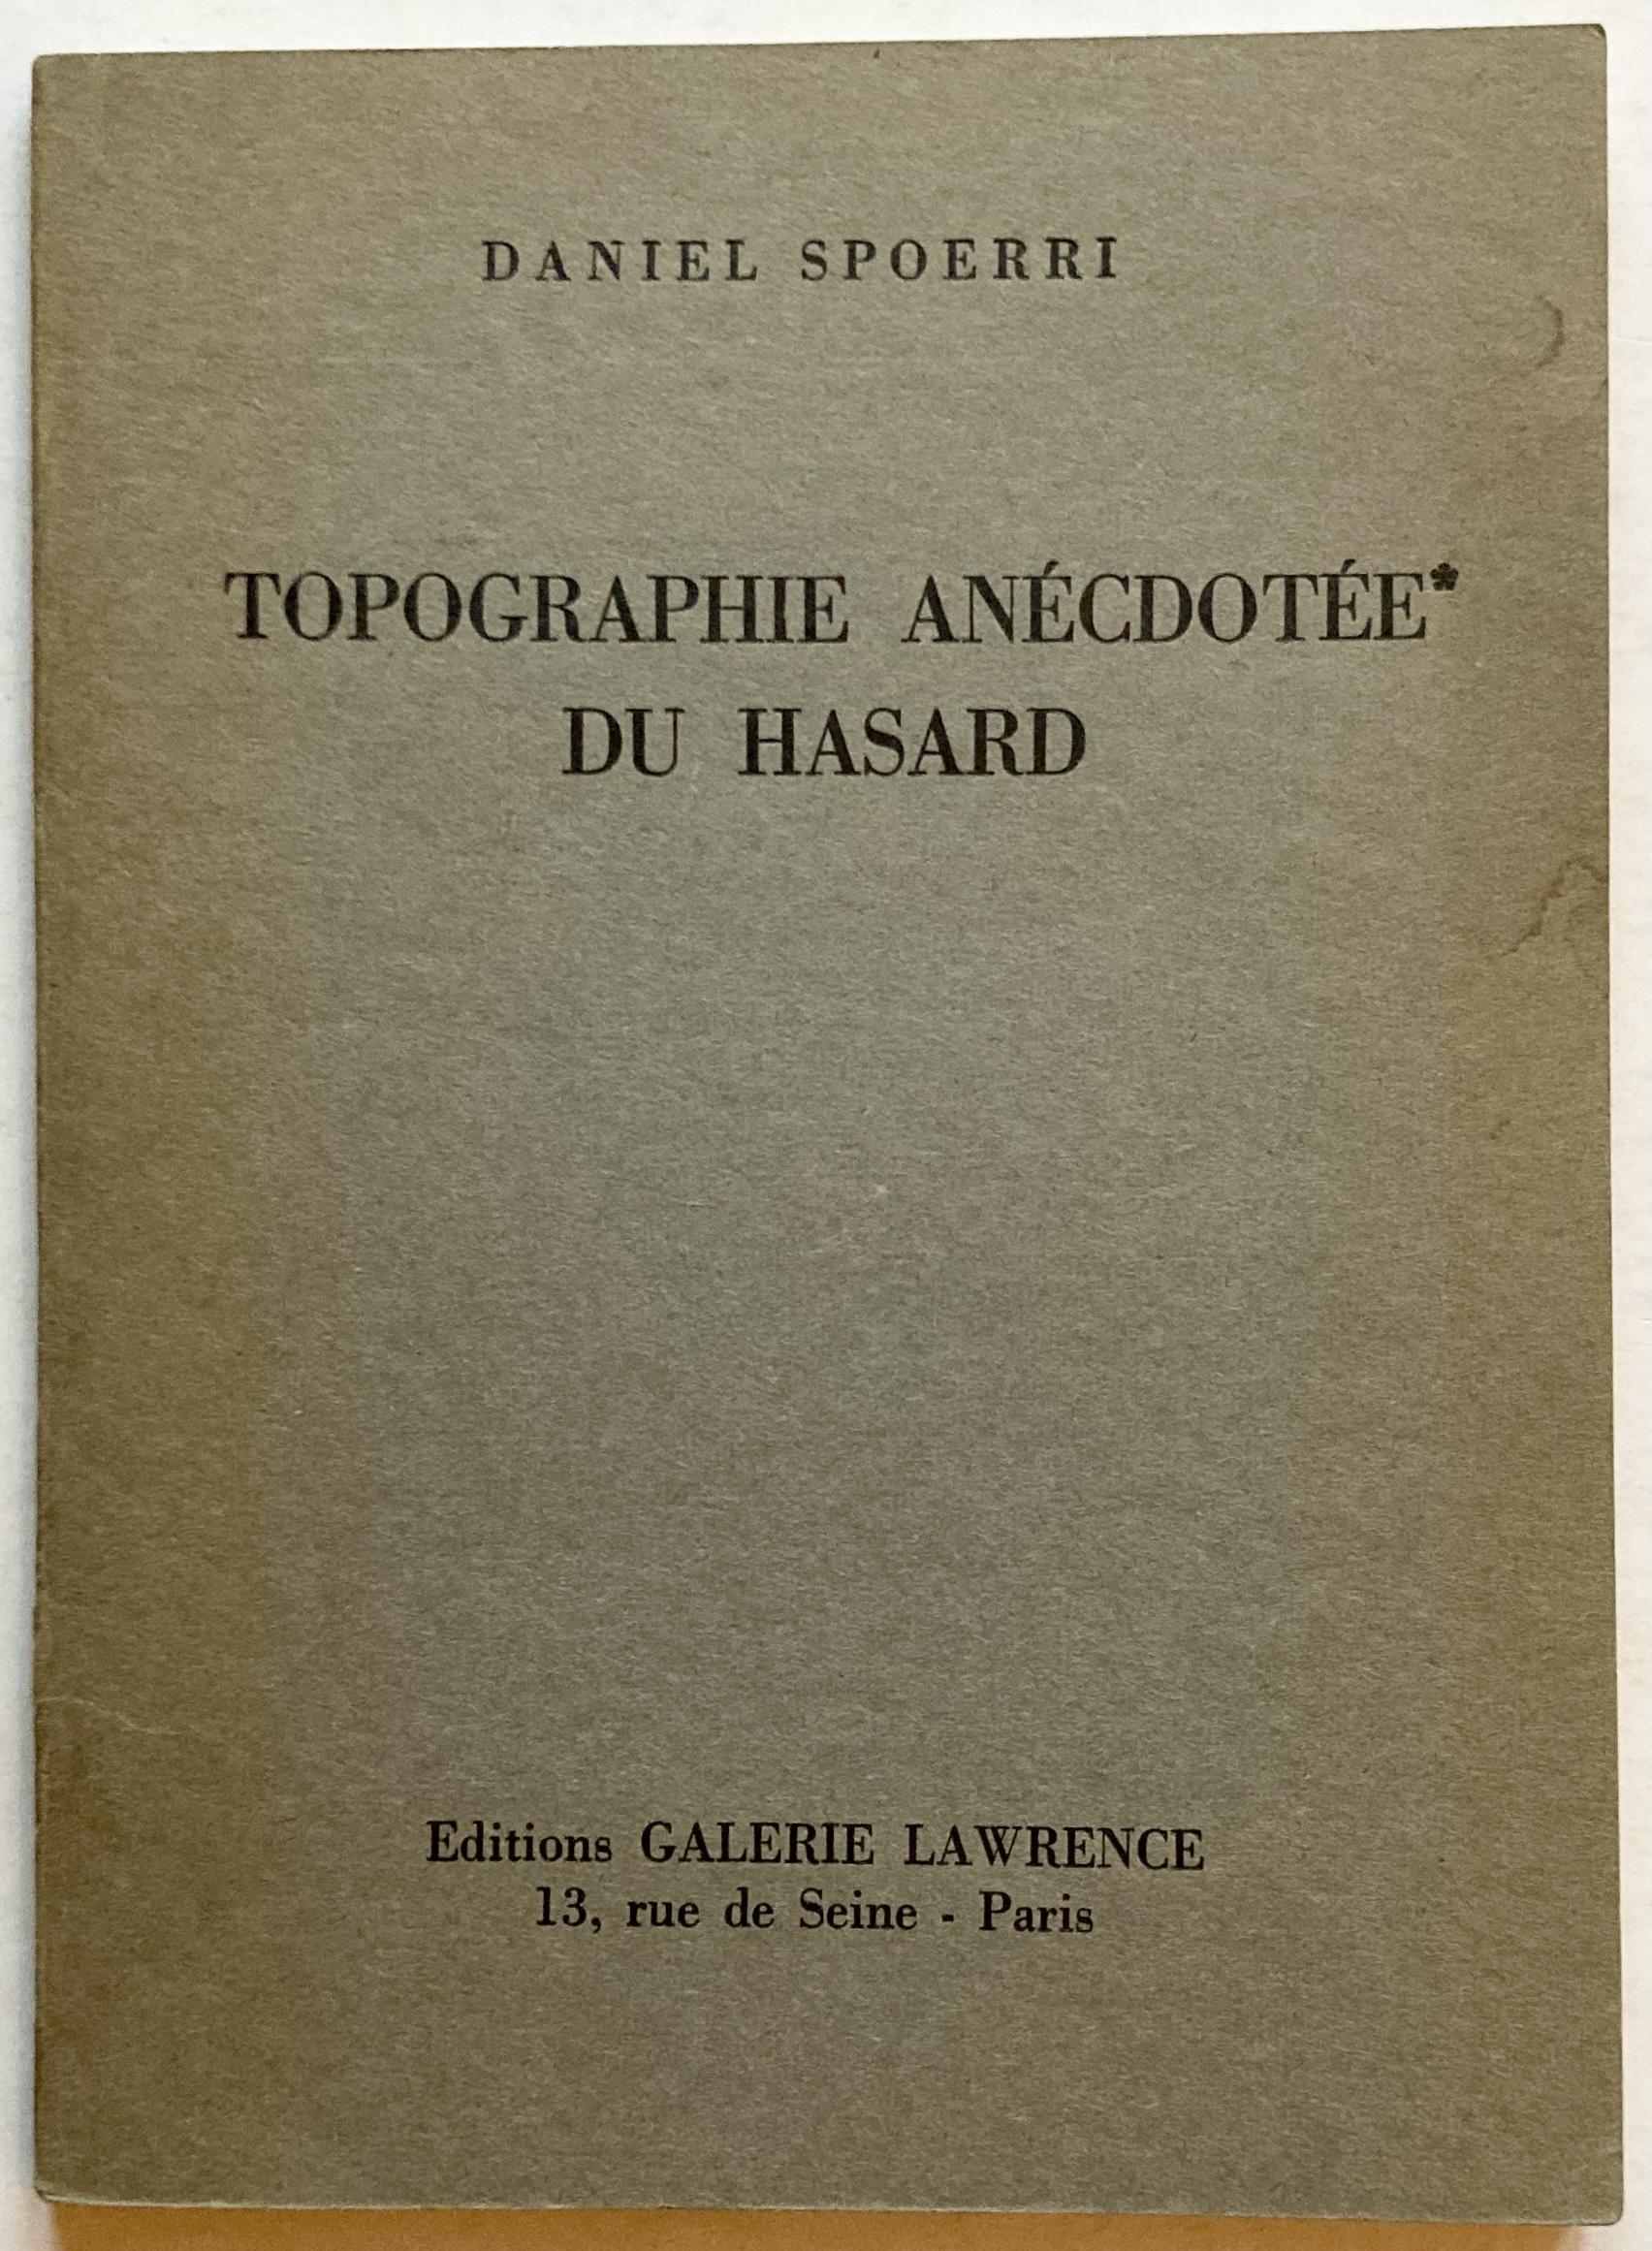 DANIEL SPOERRI
TOPOGRAPHIE ANÉCDOTÉE*
DU HASARD
Editions GALERIE LAWRENCE
13, rue de Seine - Paris